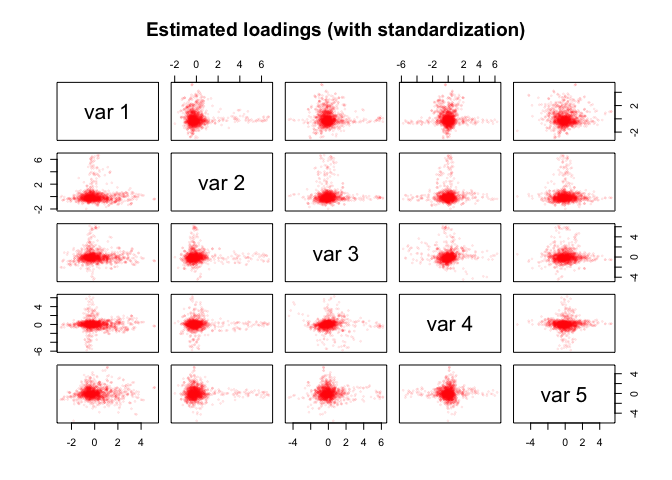 Estimated loadings (with standardization)
-2 0 2 4 6
-6 -2 0 2 4 6
var 1
-2 0 2
-2 2 6
var 2
var 3
-4 0 4
-6 0 4
var 4
var 5
-4 0 4
-2 0 2 4
-4 0 2 4 6
-4 0 2 4